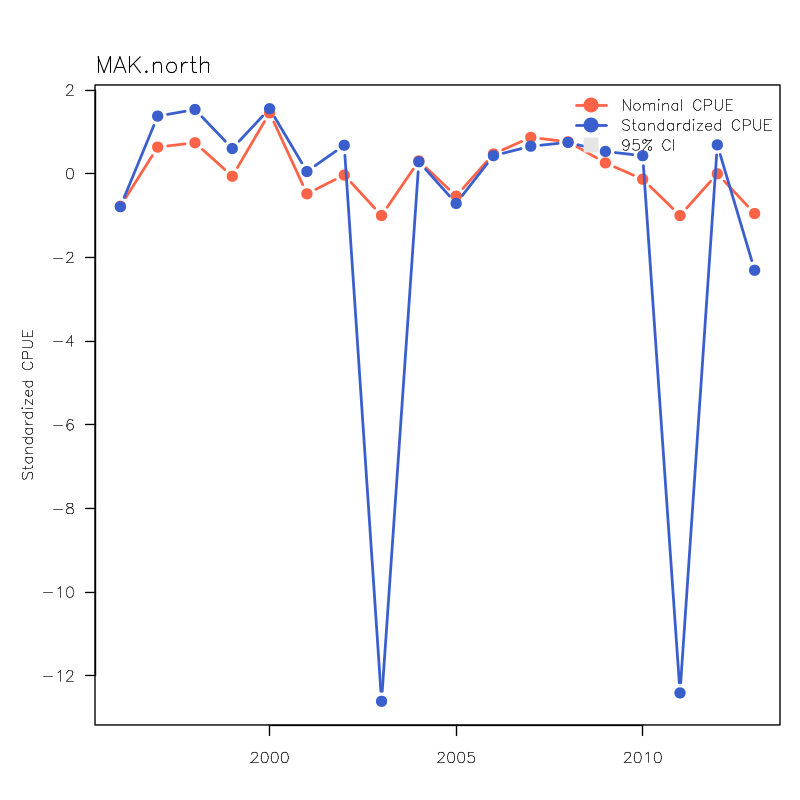 MAK.north
Nominal CPUE
Standardized CPUE
95% CI
2
0
-2
-4
-6
-8
-10
-12
Standardized CPUE
2000
2005
2010